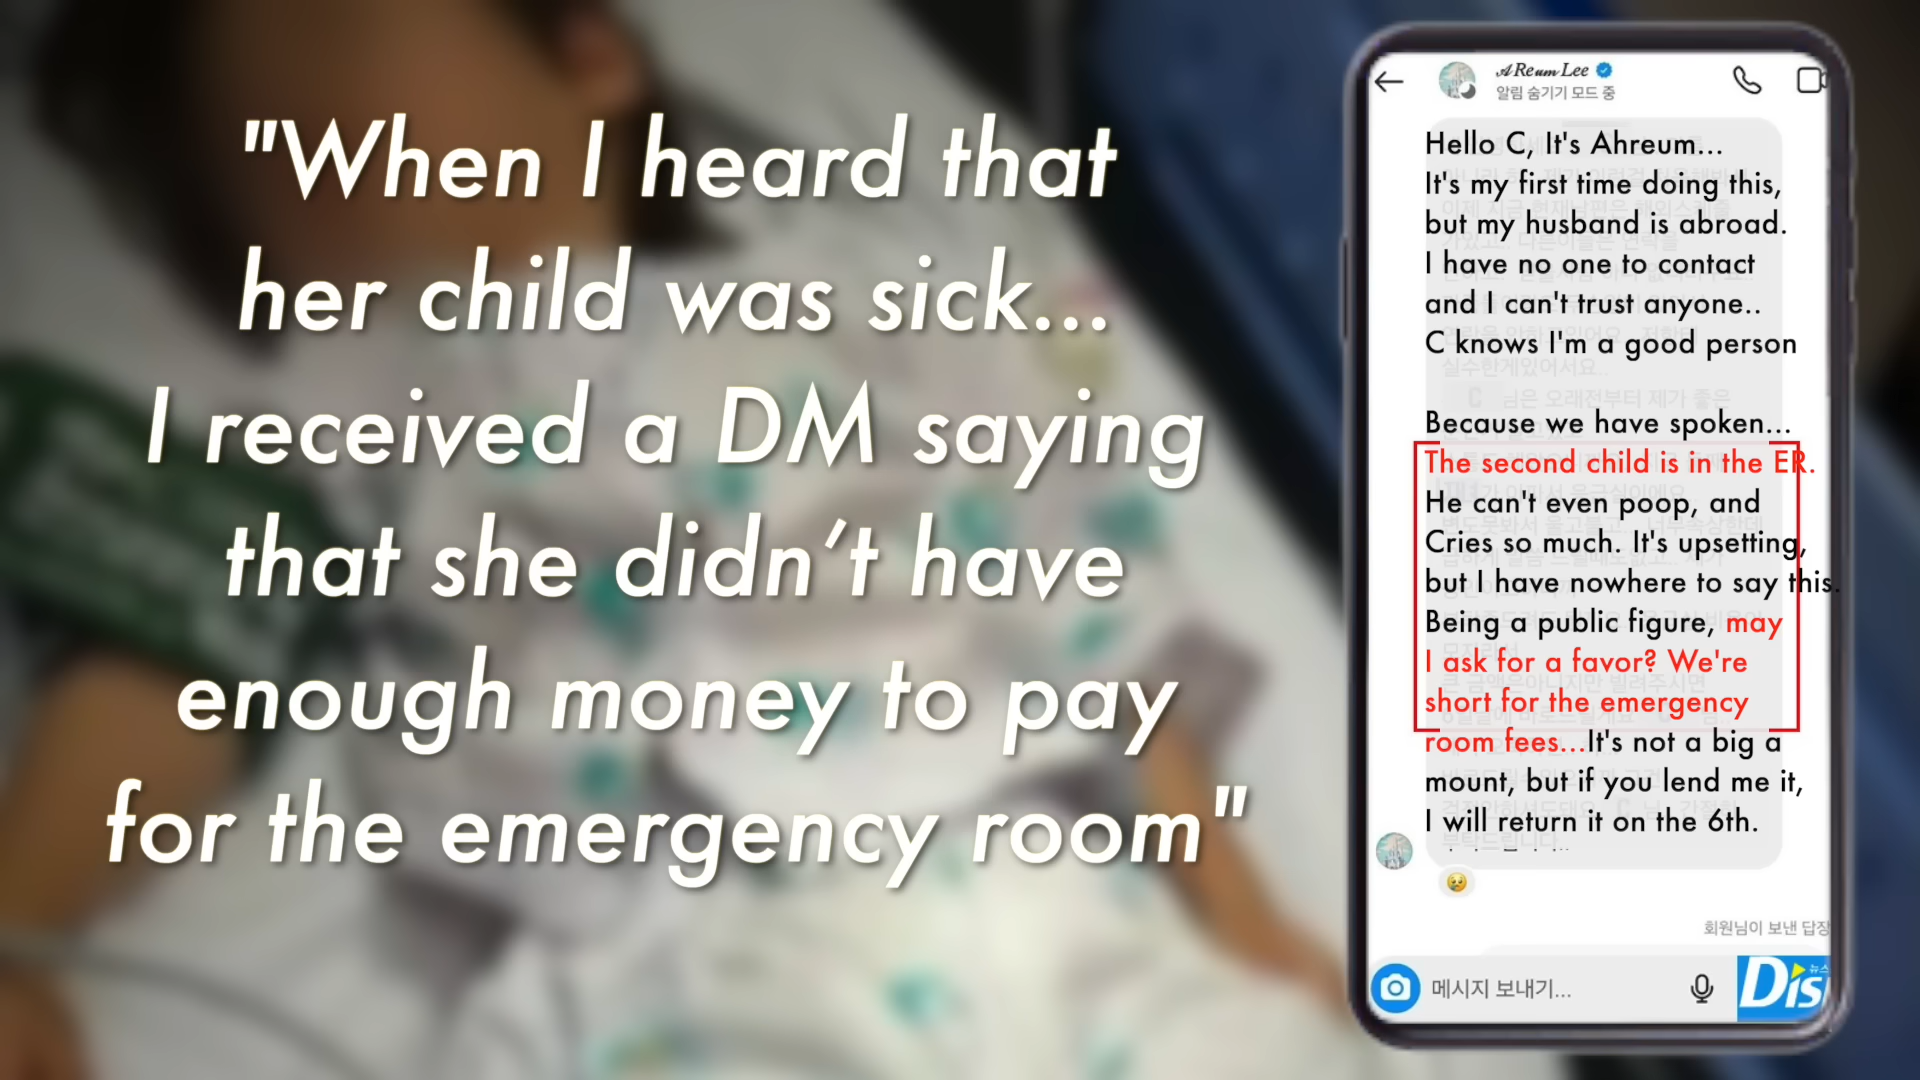 "When I heard that
her child was sick...
I received a DM saying
that she didn't have
enough money to pay
for the emergency room"
AReum Lee
알림 숨기기 모드 중
Hello C, It's Ahreum...
It's my first time doing this,
but my husband is abroad.
I have no one to contact
and I can't trust anyone..
C knows I'm a good person
Because we have spoken...
The second child is in the ER.
He can't even poop, and
Cries so much. It's upsetting,
but I have nowhere to say this.
Being a public figure, may
I ask for a favor? We're
short for the emergency
room fees...It's not a big a
mount, but if you lend me it,
I will return it on the 6th.
회원님이 보낸 답장
메시지 보내기...
Dis
뉴스